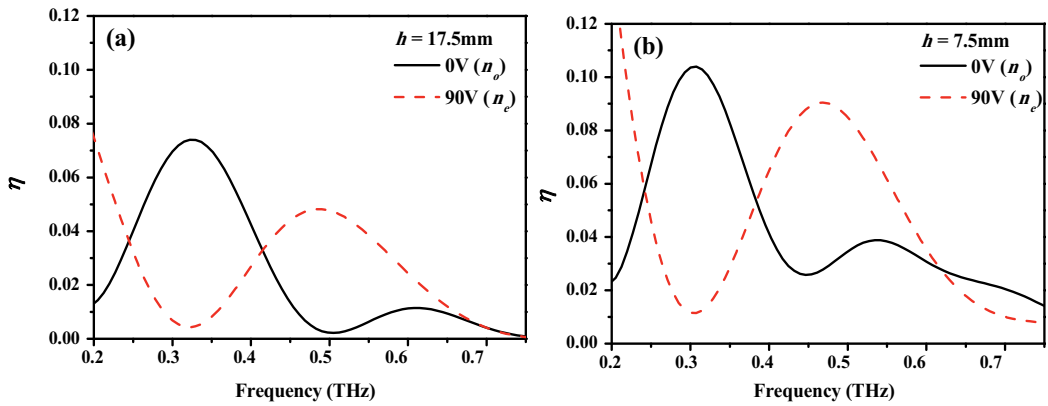 (a)
h = 17.5mm
0V (nₒ)
90V (nₑ)
η
0.12
0.10
0.08
0.06
0.04
0.02
0.00
0.2 0.3 0.4 0.5 0.6 0.7
Frequency (THz)
(b)
h = 7.5mm
0V (nₒ)
90V (nₑ)
η
0.12
0.10
0.08
0.06
0.04
0.02
0.00
0.2 0.3 0.4 0.5 0.6 0.7
Frequency (THz)